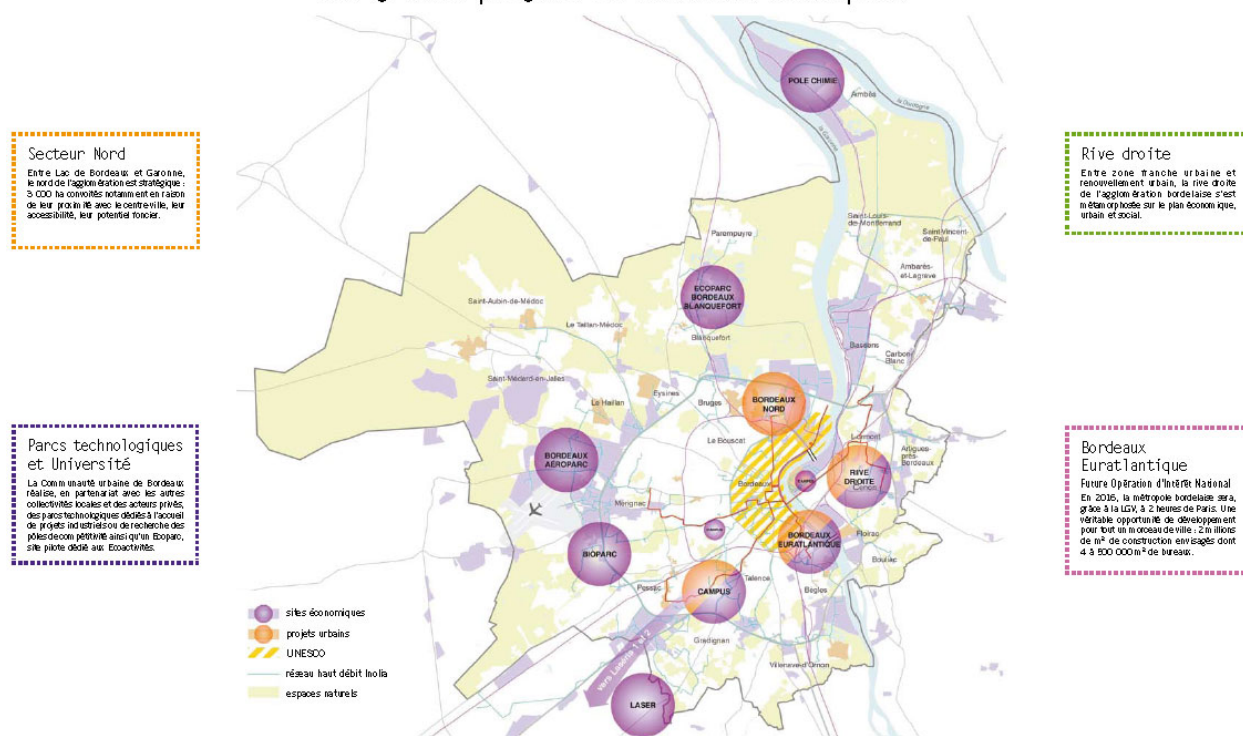 Secteur Nord
Entre Lac de Bordeaux et Garonne,
le nord de l'agglomération est stratégique :
3 000 ha convoités notamment en raison
de leur proximité avec le centre ville, leur
accessibilité, leur potentiel foncier.
Parcs technologiques
et Université
La Communauté urbaine de Bordeaux
réalise, en partenariat avec les autres
collectivités locales et des acteurs privés,
des parcs technologiques dédiés à l'accueil
de projets industriels ou de recherche des
pôles de compétitivité ainsi qu'un Ecoparc,
site pilote dédié aux Ecoactivités.
POLE CHIMIE
Ambès
la Dordogne
la Garonne
Saint-Louis-
de-Montferrand
Saint-Vincent-
de-Paul
Parempuyre
Ambarès-
et-Lagrave
ECOPARC
BORDEAUX
BLANQUEFORT
Saint-Aubin-de-Médoc
Le Taillan-Médoc
Blanquefort
Bassens
Carbon-
Blanc
Saint-Médard-en-Jalles
Eysines
Le Haillan
Bruges
BORDEAUX
NORD
Le Bouscat
Lormont
Artigues-
près-
Bordeaux
BORDEAUX
AÉROPARC
RIVE
DROITE
Cenon
Bordeaux
Mérignac
BORDEAUX
EURATLANTIQUE
Floirac
BIOPARC
Bouliac
Talence
Pessac
CAMPUS
Bègles
Gradignan
Villenave-d'Ornon
LASER
sites économiques
projets urbains
UNESCO
réseau haut débit Inolia
espaces naturels
Rive droite
Entre zone franche urbaine et
renouvellement urbain, la rive droite
de l'agglomération bordelaise s'est
métamorphosée sur le plan économique,
urbain et social.
Bordeaux
Euratlantique
Future Opération d'Intérêt National
En 2016, la métropole bordelaise sera,
grâce à la LGV, à 2 heures de Paris. Une
véritable opportunité de développement
pour tout un morceau de ville : 2 millions
de m² de construction envisagés dont
4 à 500 000 m² de bureaux.